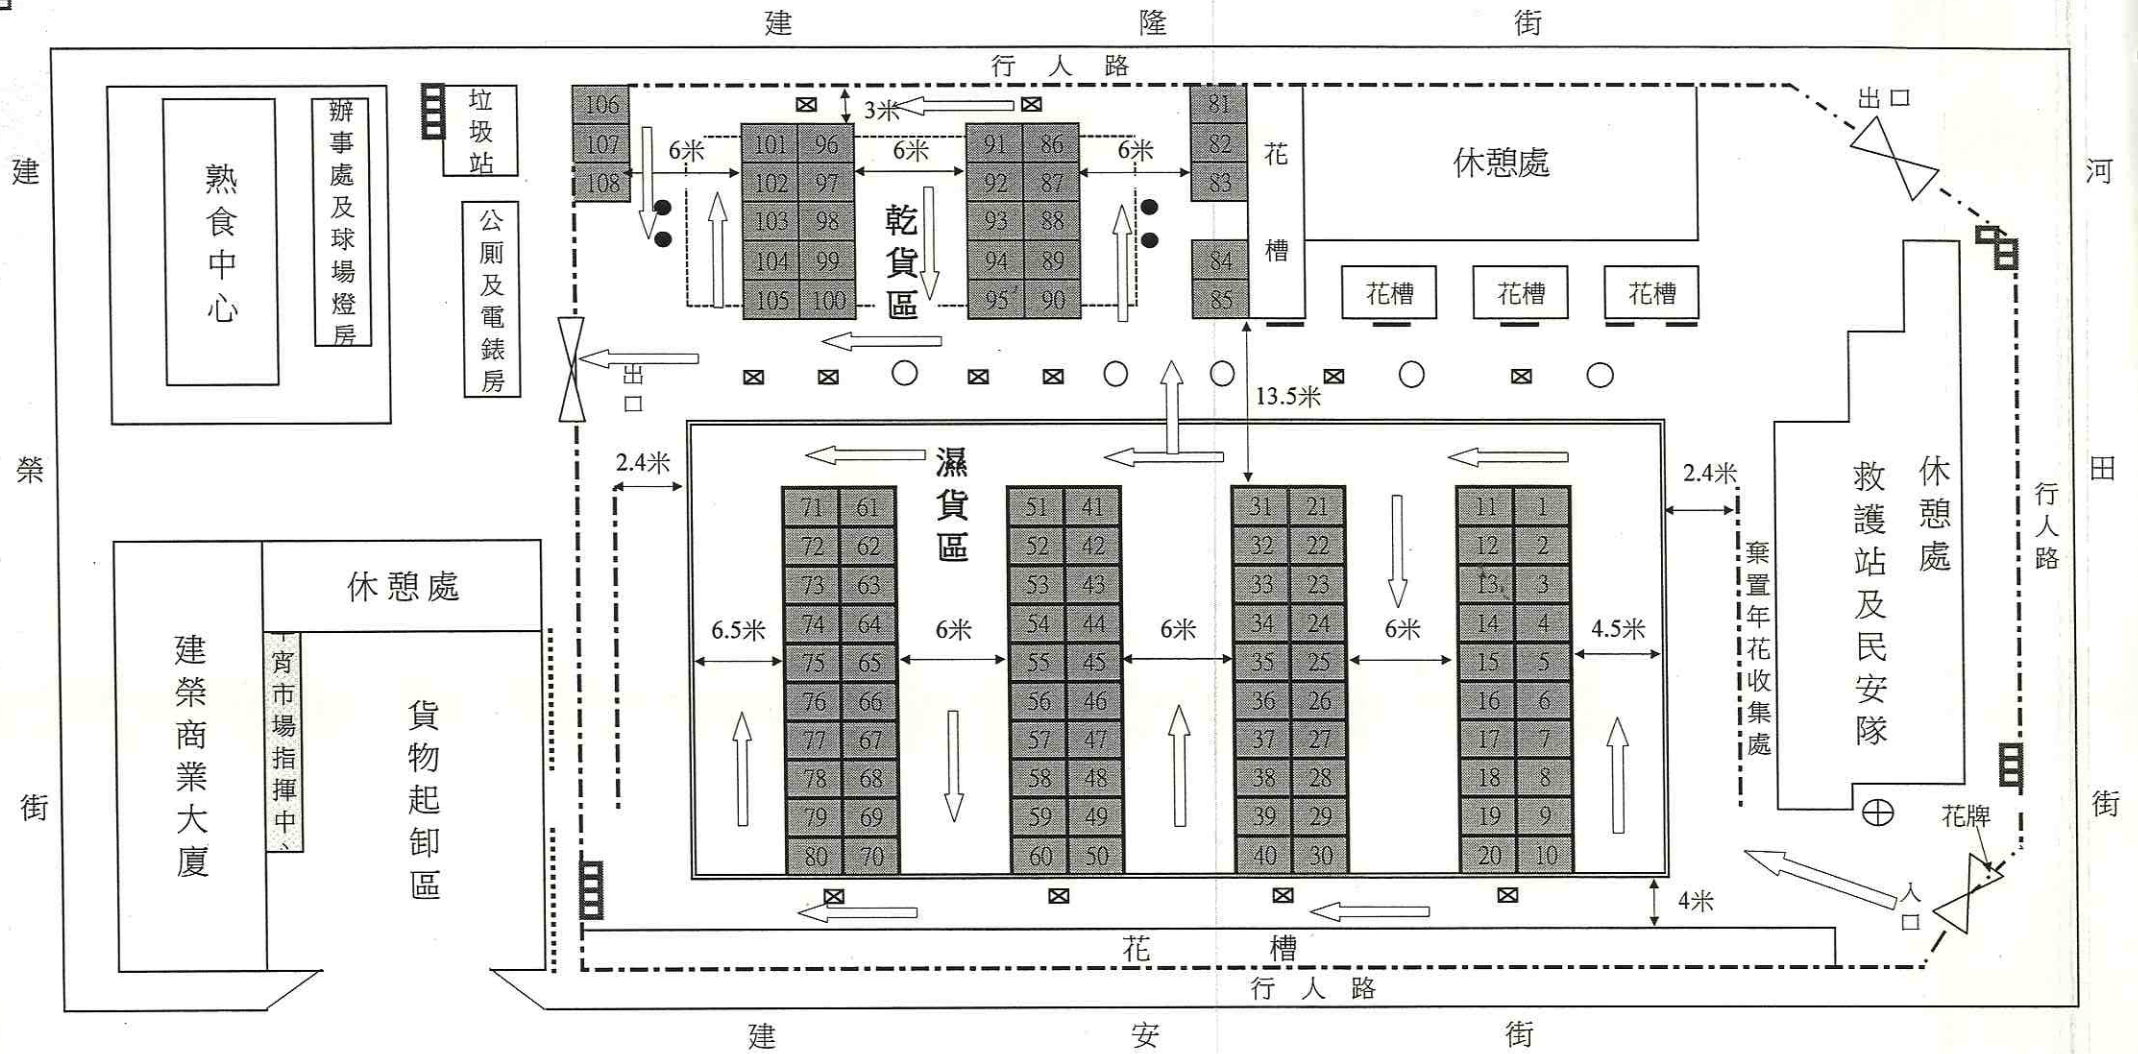 建隆街
行人路
建榮街
河田街
行人路
熟食中心
辦事處及球場燈房
垃圾站
公厠及電錶房
106
107
108
6米
3米
101 96
102 97
103 98
104 99
105 100
乾貨區
6米
91 86
92 87
93 88
94 89
95 90
6米
81
82
83
84
85
花槽
休憩處
花槽
花槽
花槽
出口
出口
13.5米
2.4米
濕貨區
2.4米
71 61
72 62
73 63
74 64
75 65
76 66
77 67
78 68
79 69
80 70
51 41
52 42
53 43
54 44
55 45
56 46
57 47
58 48
59 49
60 50
31 21
32 22
33 23
34 24
35 25
36 26
37 27
38 28
39 29
40 30
11 1
12 2
13 3
14 4
15 5
16 6
17 7
18 8
19 9
20 10
6.5米
6米
6米
6米
4.5米
棄置年花收集處
救護站及民安隊
休憩處
休憩處
建榮商業大廈
宵市場指揮中
貨物起卸區
花牌
入口
4米
花槽
行人路
建安街